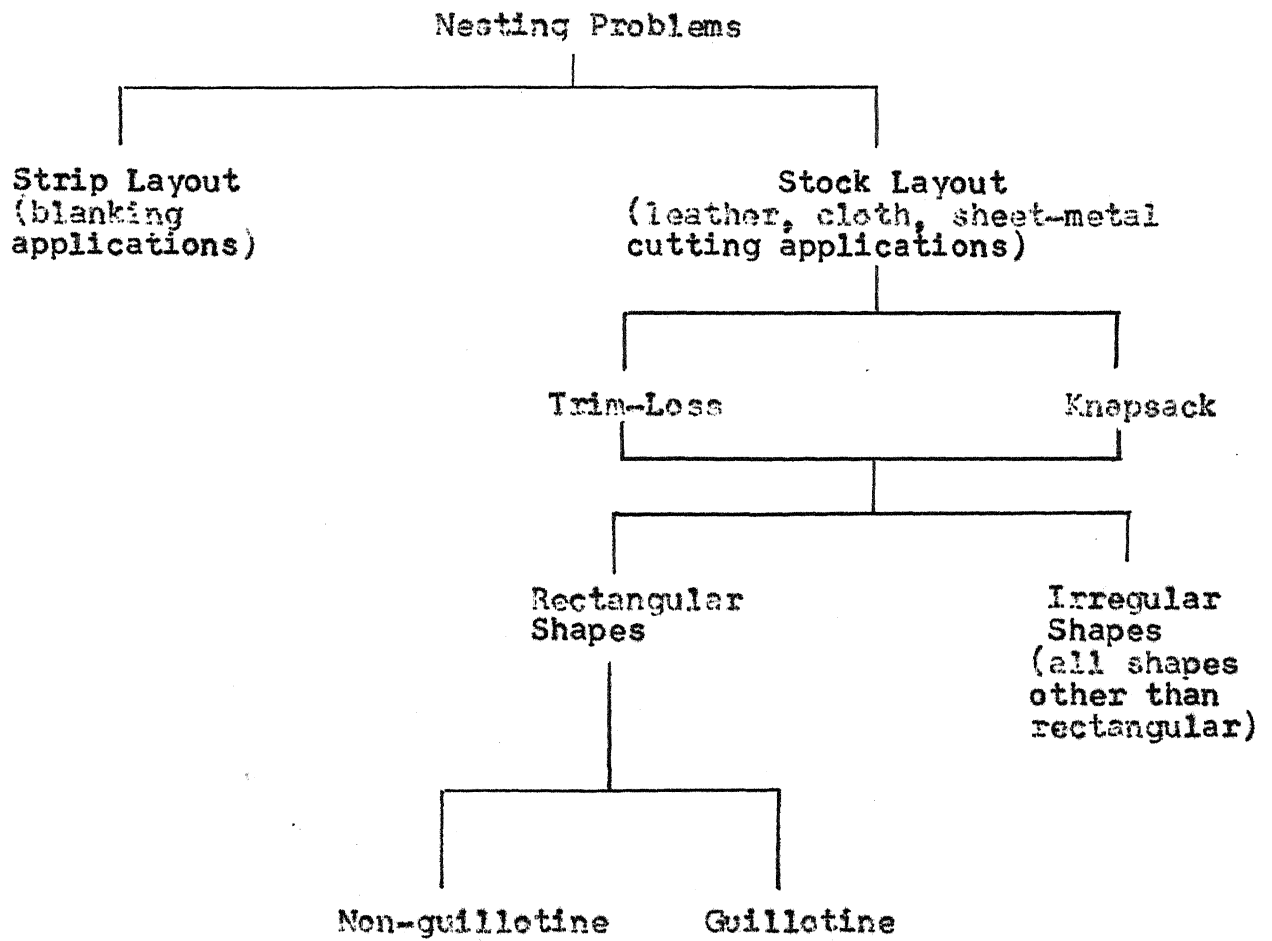 Nesting Problems
Strip Layout
(blanking
applications)
Stock Layout
(leather, cloth, sheet-metal
cutting applications)
Trim-Loss
Knapsack
Rectangular
Shapes
Irregular
Shapes
(all shapes
other than
rectangular)
Non-guillotine
Guillotine